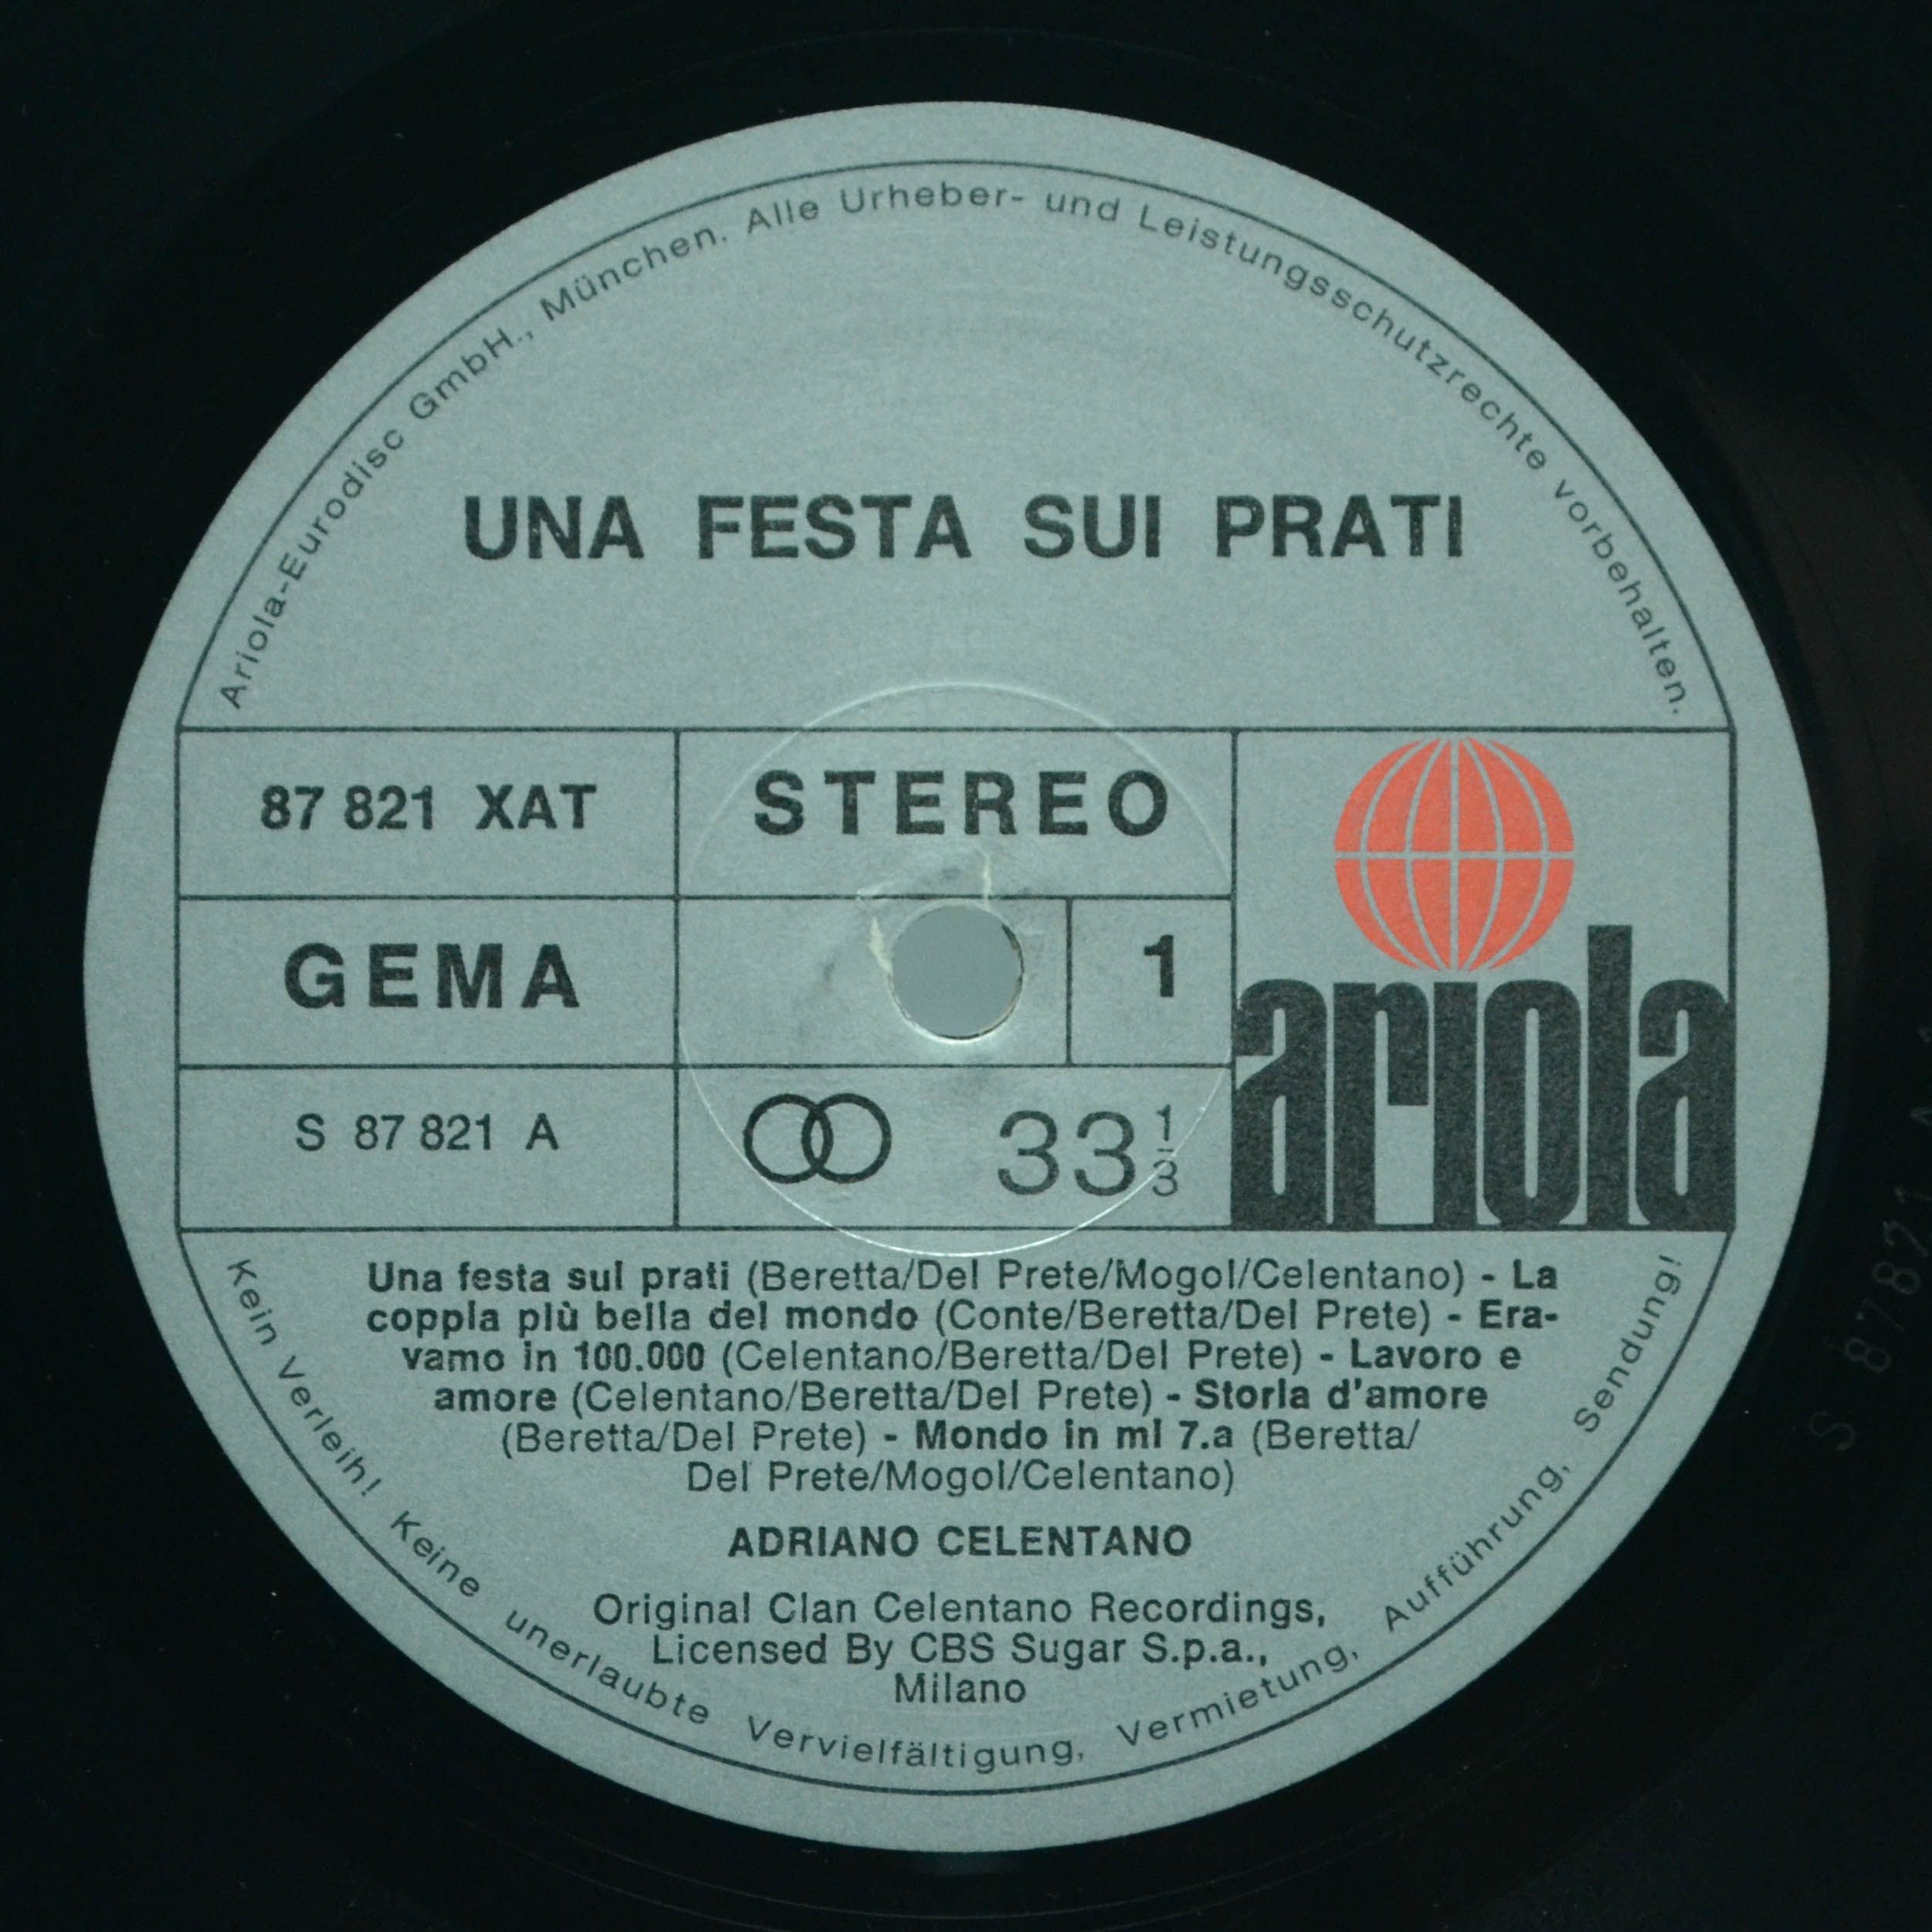 Ariola-Eurodisc GmbH., München. Alle Urheber- und Leistungsschutzrechte vorbehalten.
UNA FESTA SUI PRATI
87 821 XAT
STEREO
GEMA
1
S 87 821 A
33 1/3
ariola
Una festa sui prati (Beretta/Del Prete/Mogol/Celentano) - La
coppia più bella del mondo (Conte/Beretta/Del Prete) - Era-
vamo in 100.000 (Celentano/Beretta/Del Prete) - Lavoro e
amore (Celentano/Beretta/Del Prete) - Storia d'amore
(Beretta/Del Prete) - Mondo in mi 7.a (Beretta/
Del Prete/Mogol/Celentano)
ADRIANO CELENTANO
Original Clan Celentano Recordings,
Licensed By CBS Sugar S.p.a.,
Milano
Kein Verleih! Keine unerlaubte Vervielfältigung, Vermietung, Aufführung, Sendung!
S 87821